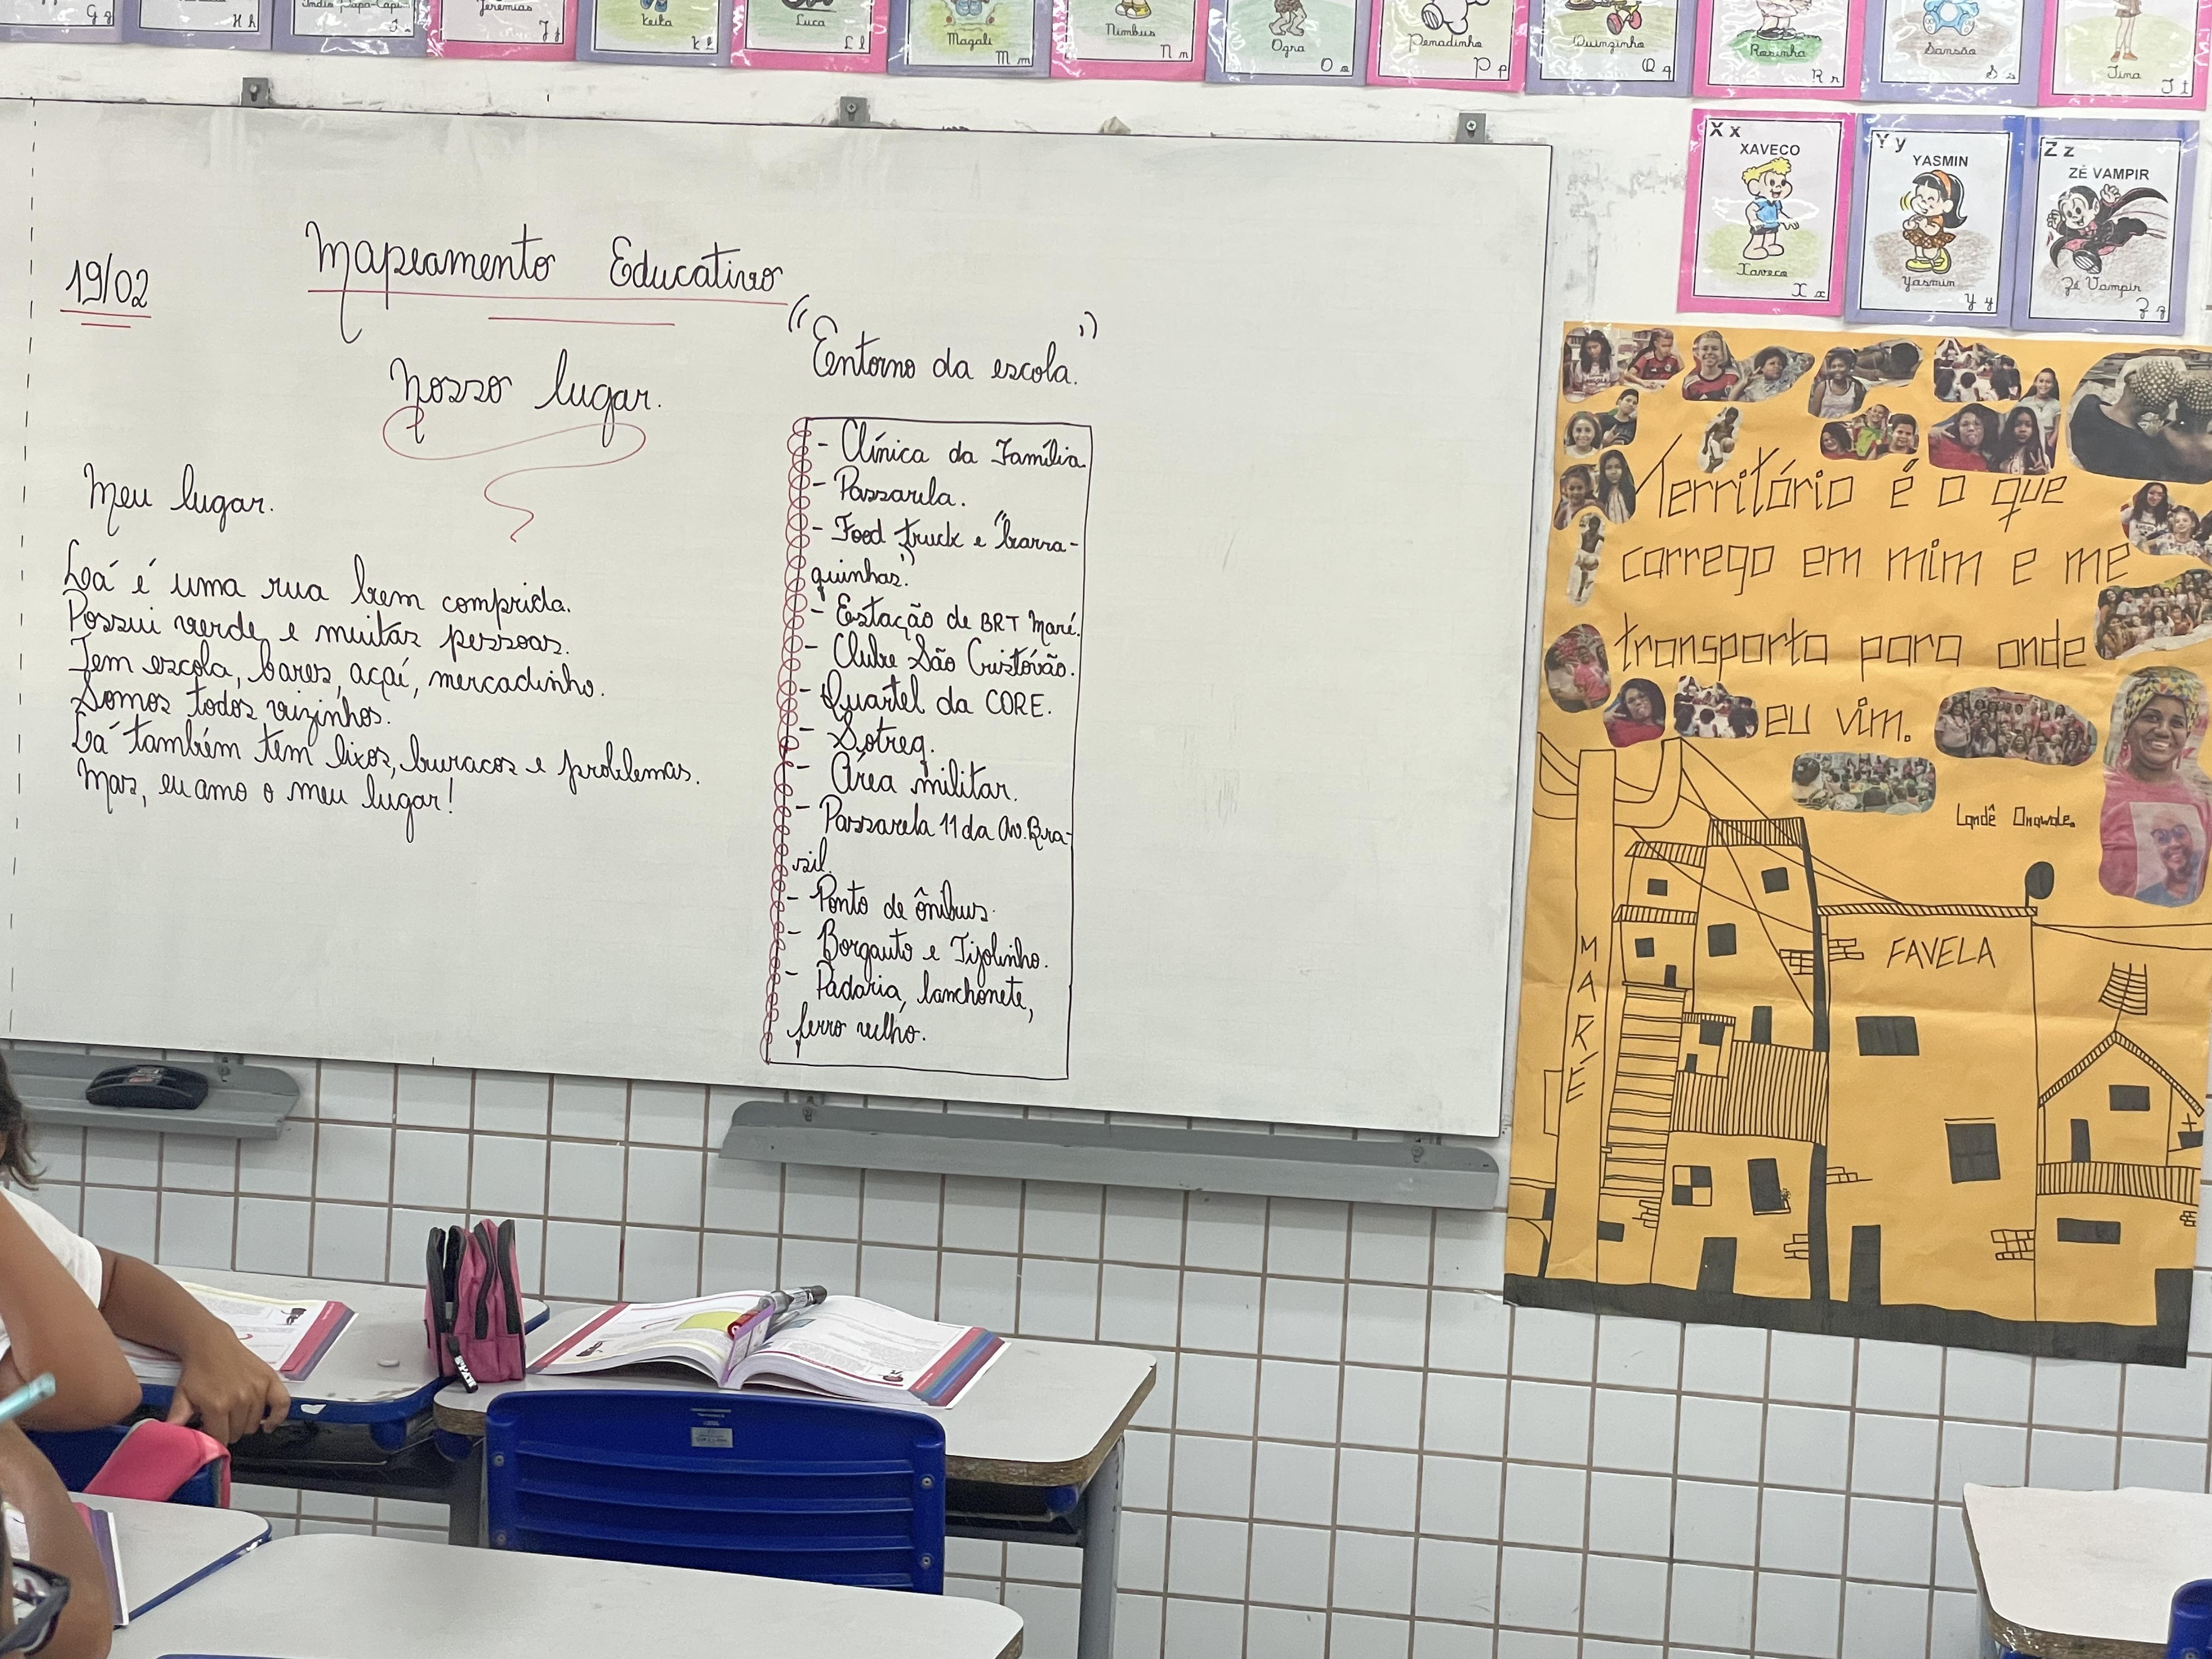 G g
H h
Índio Papa-Capi
Jeremias
J j
Keika
K k
Luca
L l
Magali
M m
Nimbus
N n
Ogra
O o
Penadinho
P p
Quinzinho
Q q
Rosinha
R r
Sansão
S s
Tina
T t
X x
XAVECO
Xaveco
X x
Y y
YASMIN
Yasmin
Y y
Z z
ZÉ VAMPIR
Zé Vampir
Z z
19/02
Mapeamento Educativo
Nosso lugar.
Meu lugar.
Lá é uma rua bem comprida.
Possui verde e muitas pessoas.
Tem escola, bares, açaí, mercadinho.
Somos todos vizinhos.
Lá também tem lixos, buracos e problemas.
Mas, eu amo o meu lugar!
"Entorno da escola."
- Clínica da Família
- Passarela.
- Food truck e "barra-
quinhas".
- Estação de BRT Maré.
- Clube São Cristóvão.
- Quartel da CORE.
- Sotreq.
- Área militar.
- Passarela 11 da Av. Bra-
sil.
- Ponto de ônibus.
- Borgauto e Tijolinho.
- Padaria, lanchonete,
ferro velho.
Território é o que
carrego em mim e me
transporta para onde
eu vim.
Landê Onawale.
MARÉ
FAVELA